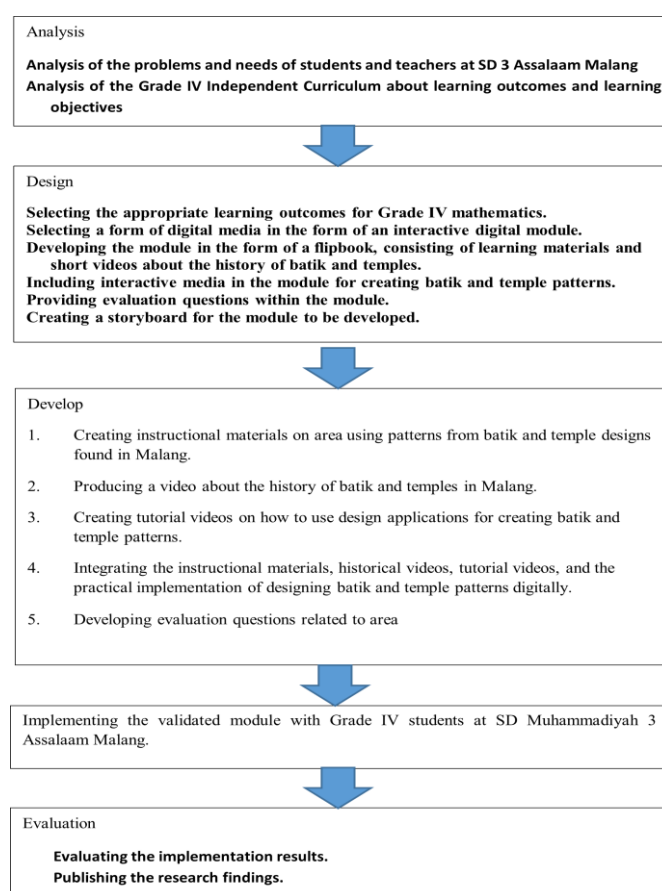 Analysis
Analysis of the problems and needs of students and teachers at SD 3 Assalaam Malang
Analysis of the Grade IV Independent Curriculum about learning outcomes and learning
objectives
Design
Selecting the appropriate learning outcomes for Grade IV mathematics.
Selecting a form of digital media in the form of an interactive digital module.
Developing the module in the form of a flipbook, consisting of learning materials and
short videos about the history of batik and temples.
Including interactive media in the module for creating batik and temple patterns.
Providing evaluation questions within the module.
Creating a storyboard for the module to be developed.
Develop
1. Creating instructional materials on area using patterns from batik and temple designs
found in Malang.
2. Producing a video about the history of batik and temples in Malang.
3. Creating tutorial videos on how to use design applications for creating batik and
temple patterns.
4. Integrating the instructional materials, historical videos, tutorial videos, and the
practical implementation of designing batik and temple patterns digitally.
5. Developing evaluation questions related to area
Implementing the validated module with Grade IV students at SD Muhammadiyah 3
Assalaam Malang.
Evaluation
Evaluating the implementation results.
Publishing the research findings.